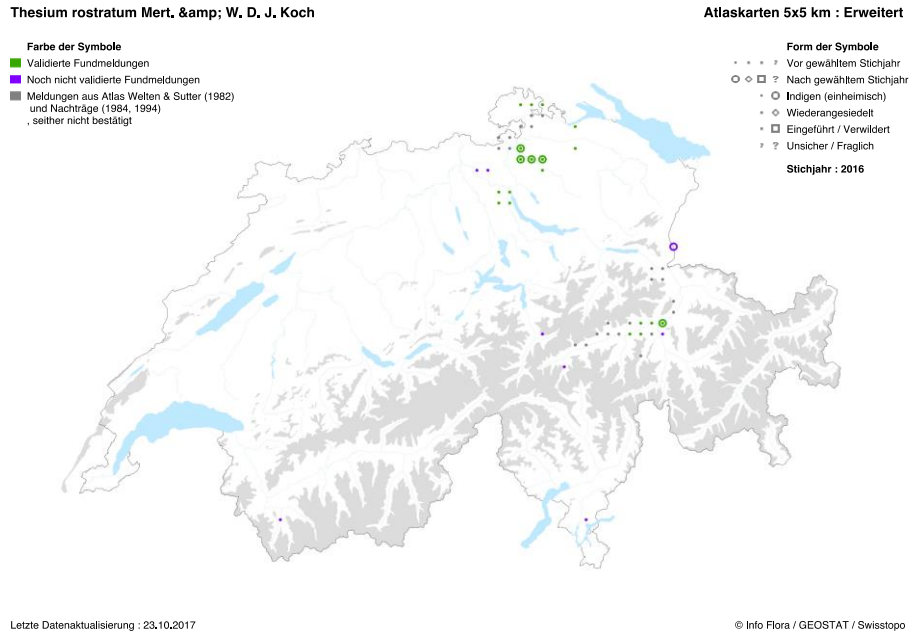 Thesium rostratum Mert. &amp; W. D. J. Koch
Atlaskarten 5x5 km : Erweitert
Farbe der Symbole
Validierte Fundmeldungen
Noch nicht validierte Fundmeldungen
Meldungen aus Atlas Welten & Sutter (1982)
und Nachträge (1984, 1994)
, seither nicht bestätigt
Form der Symbole
? Vor gewähltem Stichjahr
? Nach gewähltem Stichjahr
Indigen (einheimisch)
Wiederangesiedelt
Eingeführt / Verwildert
? ? Unsicher / Fraglich
Stichjahr : 2016
Letzte Datenaktualisierung : 23.10.2017
© Info Flora / GEOSTAT / Swisstopo